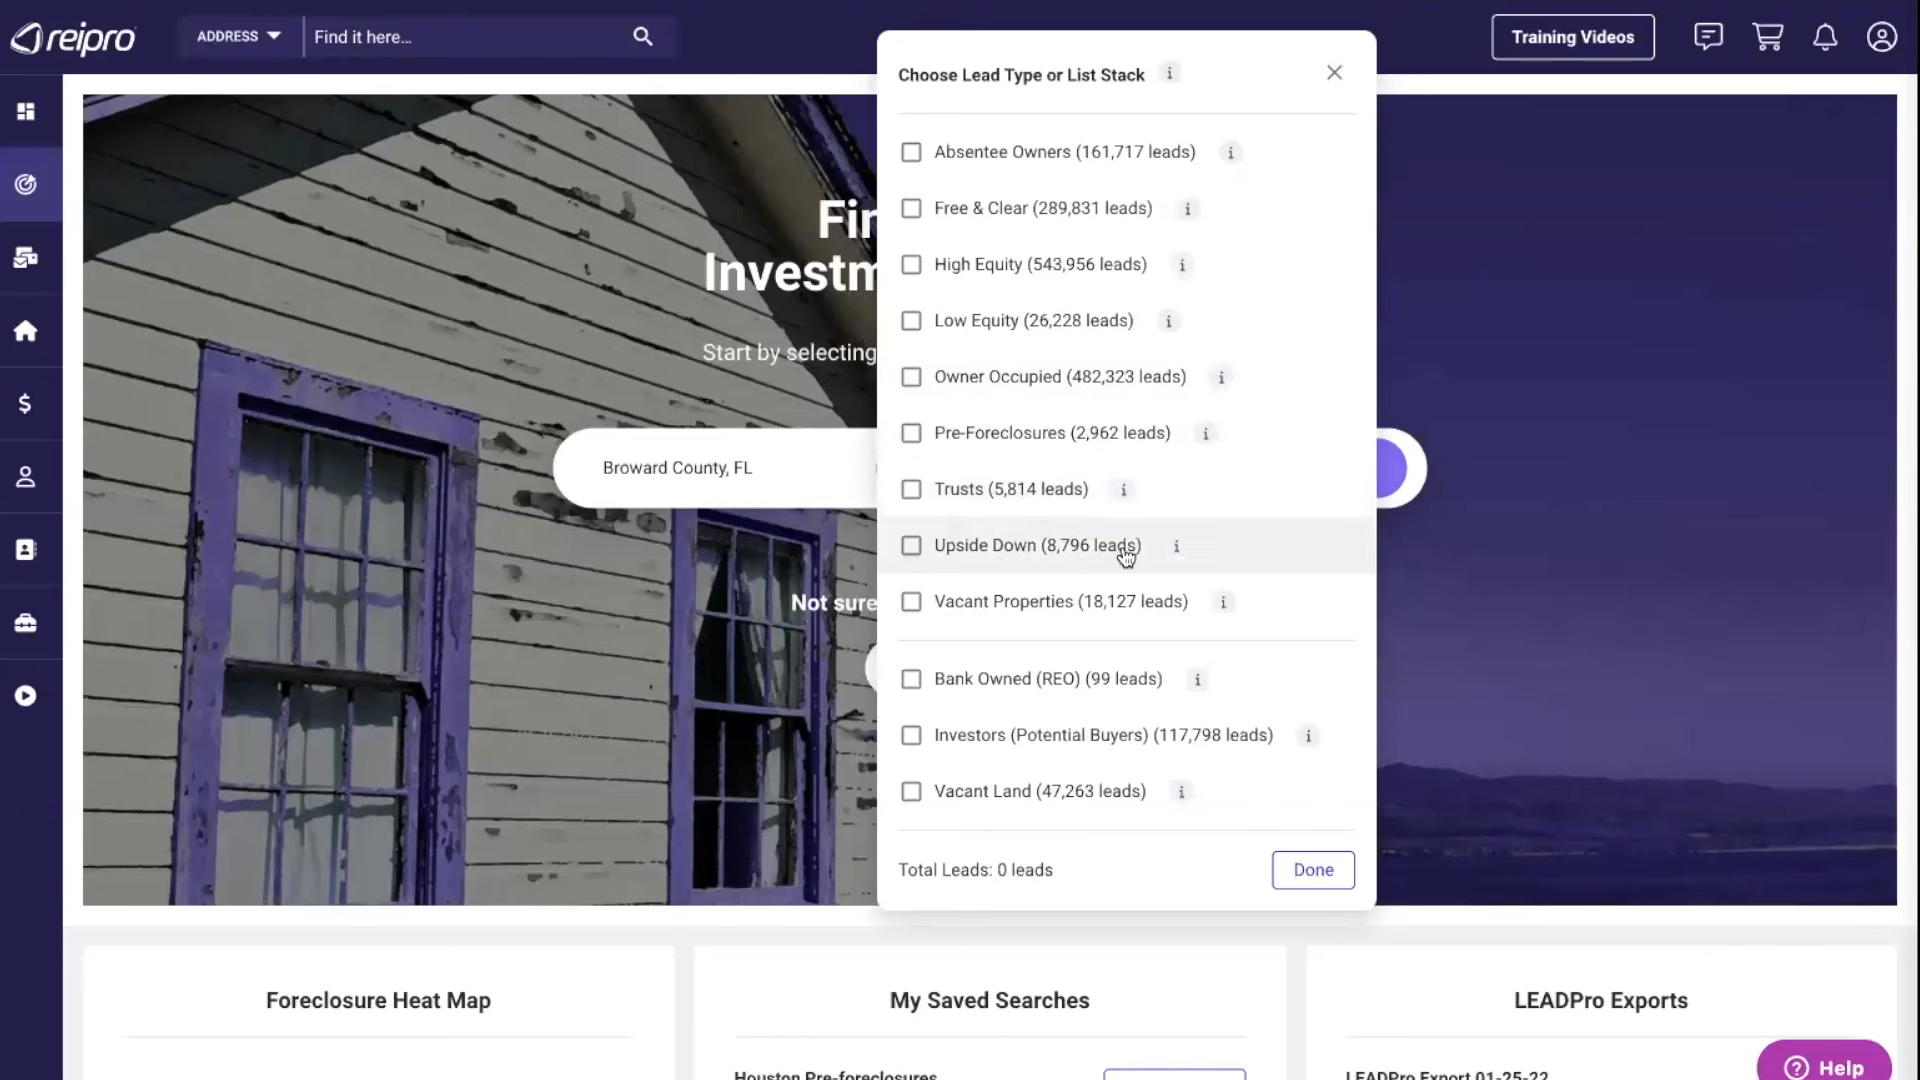 reipro
ADDRESS
Find it here...
Training Videos
Choose Lead Type or List Stack i
Absentee Owners (161,717 leads) i
Free & Clear (289,831 leads) i
High Equity (543,956 leads) i
Low Equity (26,228 leads) i
Owner Occupied (482,323 leads) i
Pre-Foreclosures (2,962 leads) i
Trusts (5,814 leads) i
Upside Down (8,796 leads) i
Vacant Properties (18,127 leads) i
Bank Owned (REO) (99 leads) i
Investors (Potential Buyers) (117,798 leads) i
Vacant Land (47,263 leads) i
Total Leads: 0 leads
Done
Start by selecting
Broward County, FL
Not sure
Foreclosure Heat Map
My Saved Searches
Houston Pre-foreclosures
LEADPro Exports
LEADPro Export 01-25-22
Help